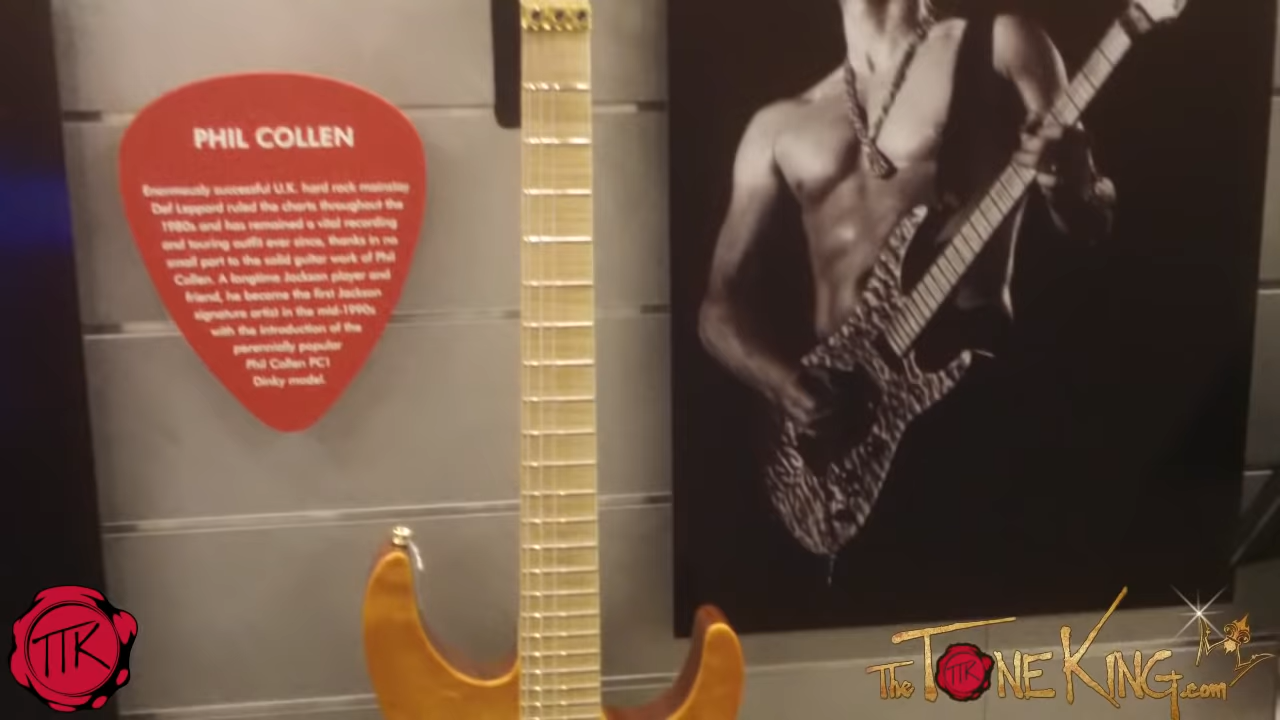 PHIL COLLEN
Enormously successful U.K. hard rock mainstay
Def Leppard ruled the charts throughout the
1980s and has remained a vital recording
and touring outfit ever since, thanks in no
small part to the solid guitar work of Phil
Collen. A longtime Jackson player and
friend, he became the first Jackson
signature artist in the mid-1990s
with the introduction of the
perennially popular
Phil Collen PC1
Dinky model.
TTK
THE TONE KING.com
TTK